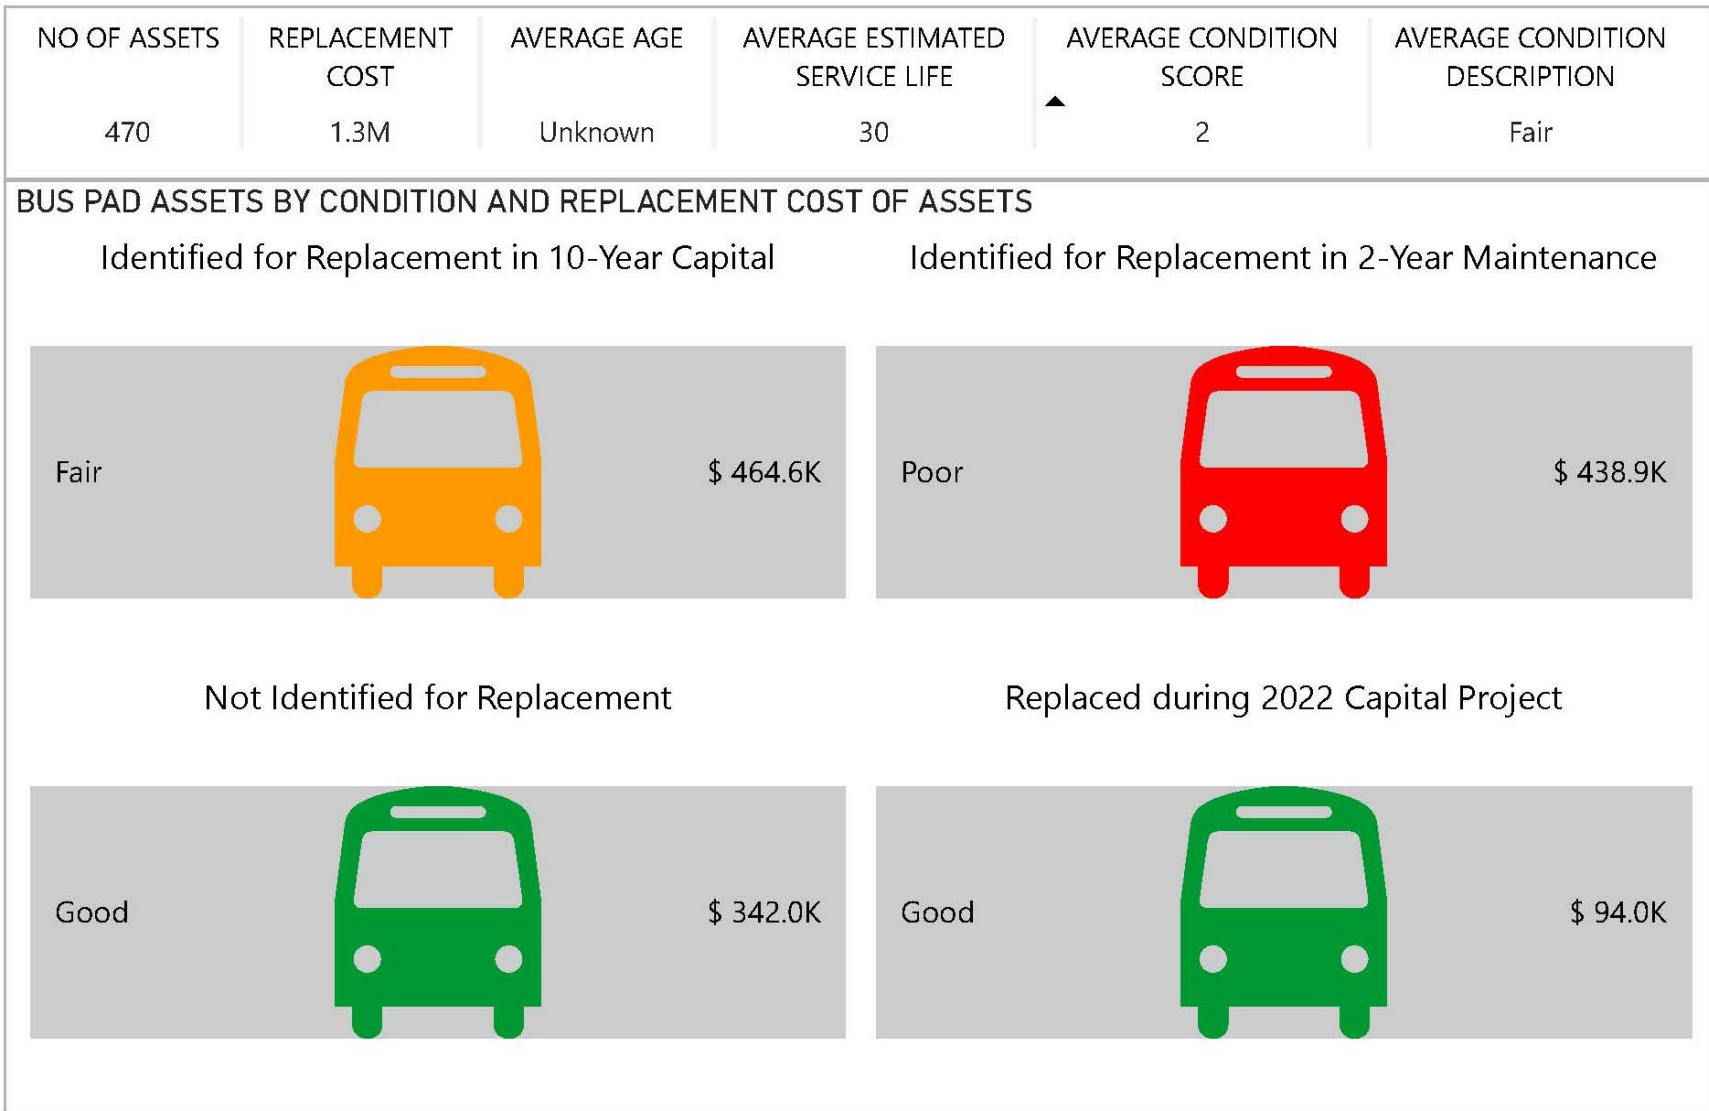 NO OF ASSETS
REPLACEMENT
COST
AVERAGE AGE
AVERAGE ESTIMATED
SERVICE LIFE
AVERAGE CONDITION
SCORE
AVERAGE CONDITION
DESCRIPTION
470
1.3M
Unknown
30
2
Fair
BUS PAD ASSETS BY CONDITION AND REPLACEMENT COST OF ASSETS
Identified for Replacement in 10-Year Capital
Identified for Replacement in 2-Year Maintenance
Fair
$ 464.6K
Poor
$ 438.9K
Not Identified for Replacement
Replaced during 2022 Capital Project
Good
$ 342.0K
Good
$ 94.0K